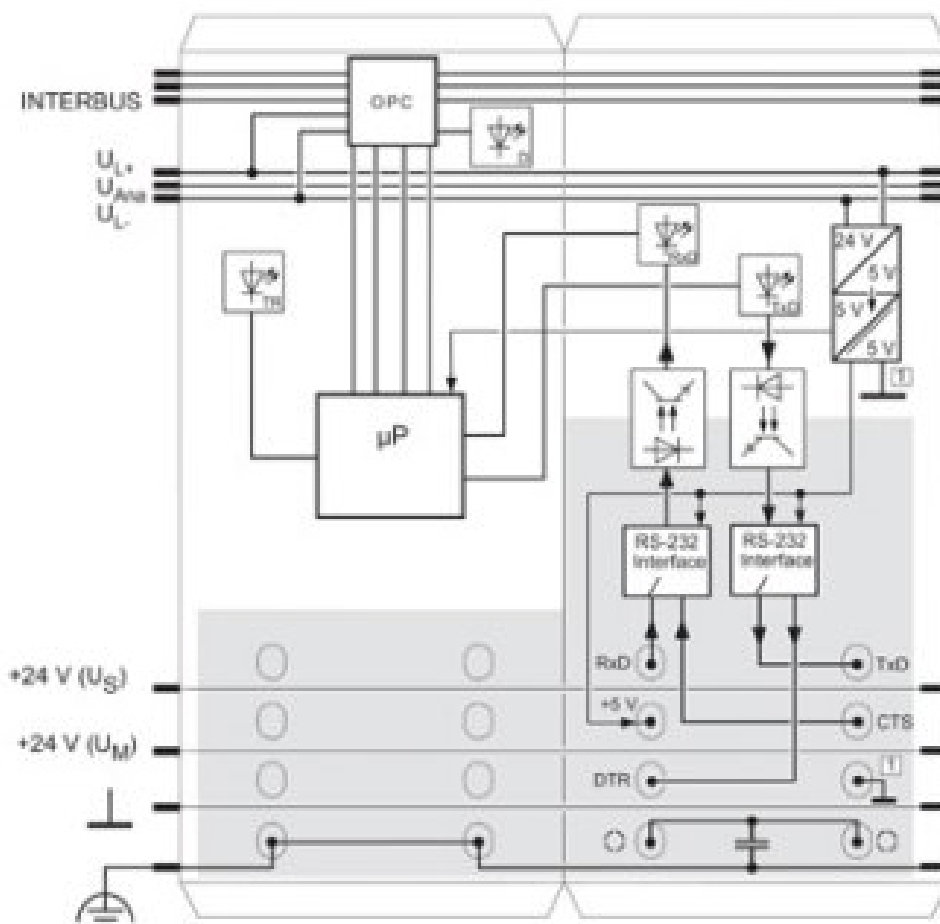 INTERBUS
OPC
D
UL+
UAna
UL-
24 V
5 V
5 V
5 V
1
TR
RxD
TxD
µP
RS-232
Interface
RS-232
Interface
+24 V (US)
RxD
TxD
+24 V (UM)
+5 V
CTS
DTR
1